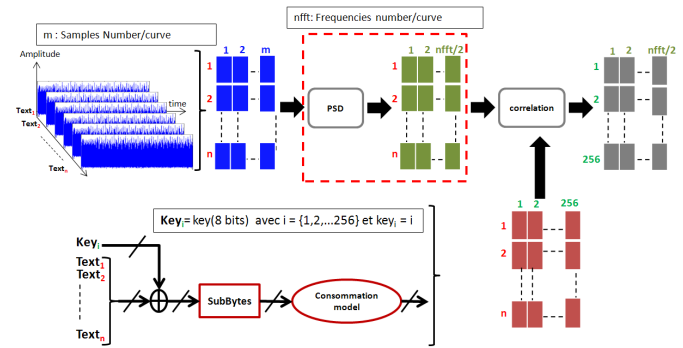 m : Samples Number/curve
nfft: Frequencies number/curve
Amplitude
time
Text1
Text2
Textn
1 2 m
1
2
n
PSD
1 2 nfft/2
1
2
n
correlation
1 2 nfft/2
1
2
256
Keyi= key(8 bits) avec i = {1,2,...256} et keyi = i
Keyi
Text1
Text2
Textn
SubBytes
Consommation
model
1 2 256
1
2
n